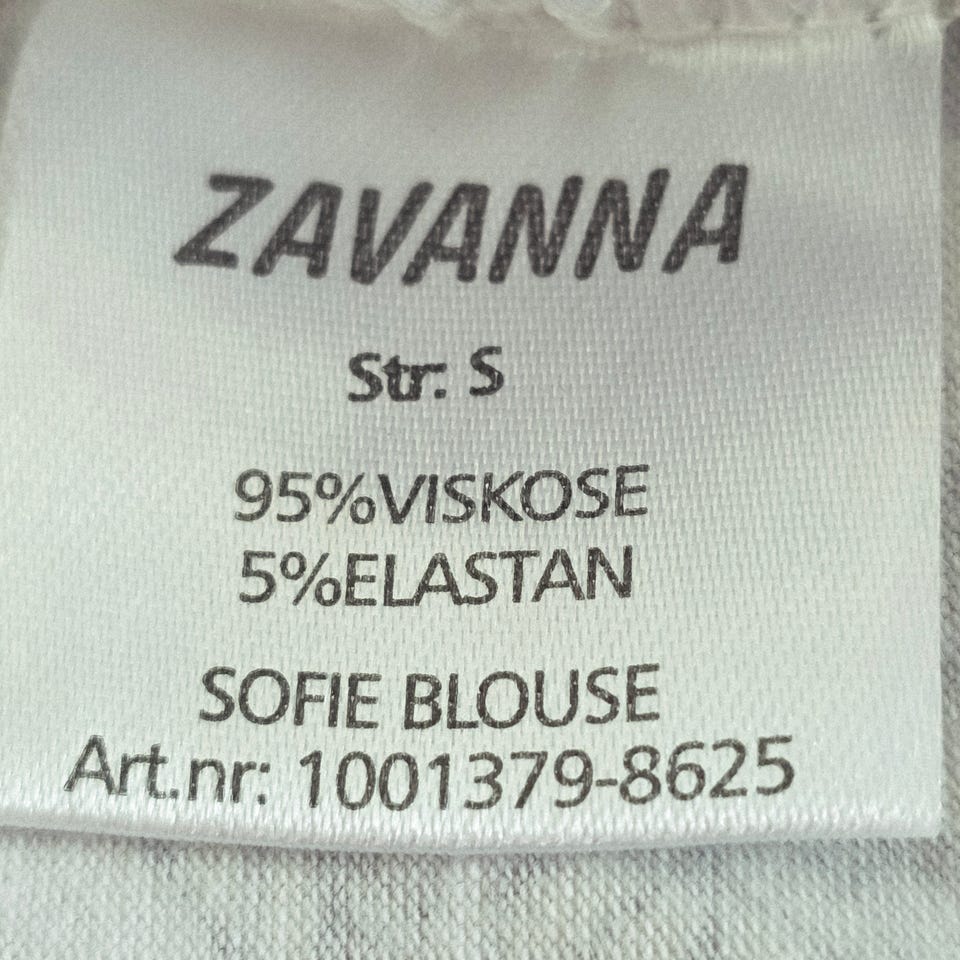 ZAVANNA
Str: S
95%VISKOSE
5%ELASTAN
SOFIE BLOUSE
Art.nr: 1001379-8625